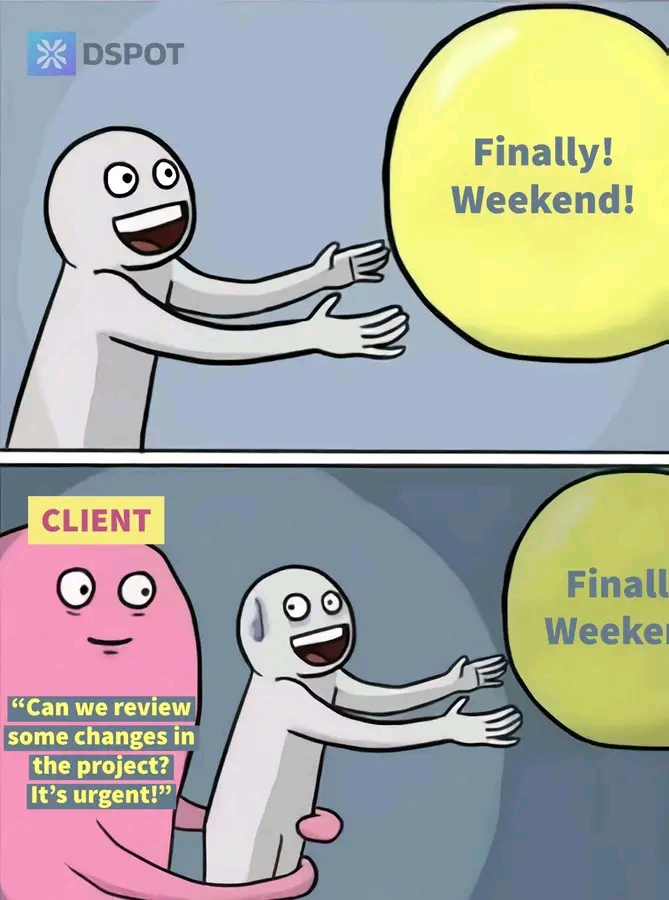 DSPOT
Finally!
Weekend!
CLIENT
Finall
Weeke
“Can we review
some changes in
the project?
It’s urgent!”